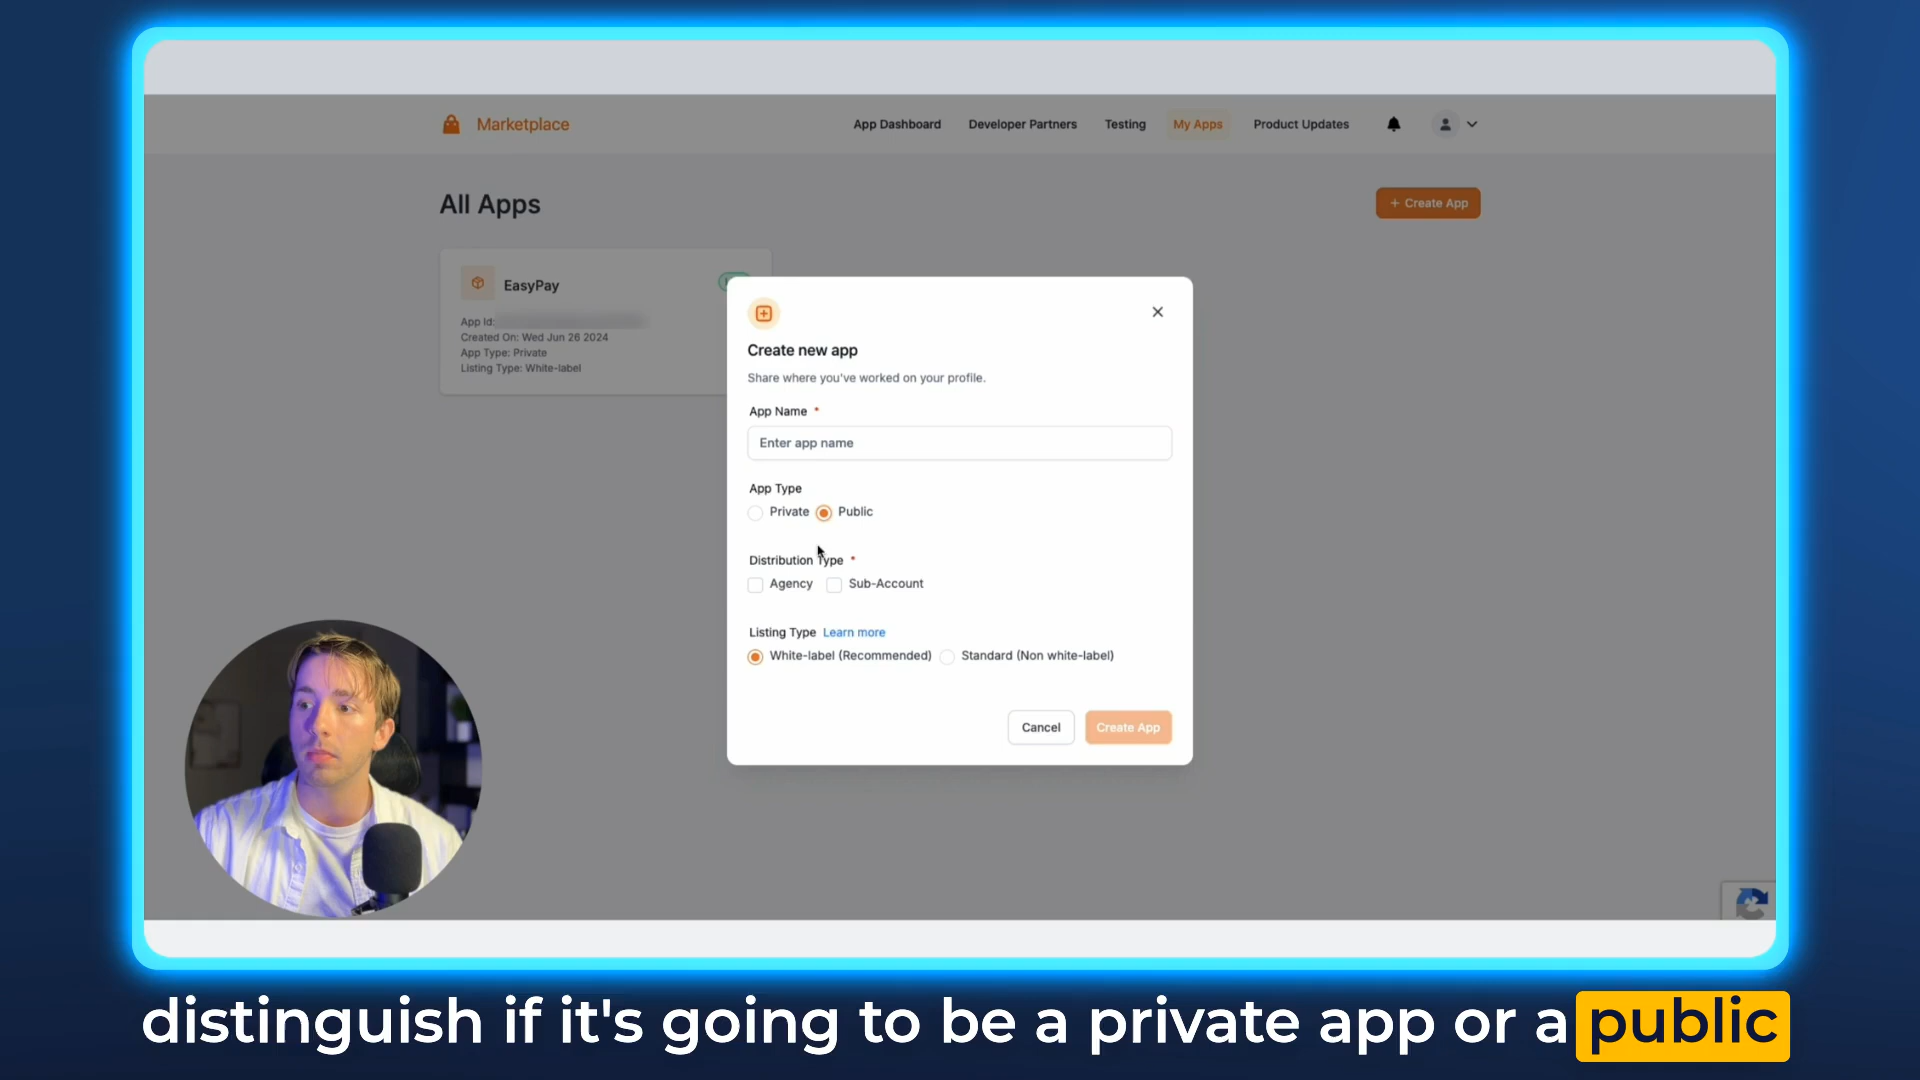 Marketplace
App Dashboard
Developer Partners
Testing
My Apps
Product Updates
All Apps
+ Create App
EasyPay
App Id:
Created On: Wed Jun 26 2024
App Type: Private
Listing Type: White-label
Create new app
Share where you've worked on your profile.
App Name *
Enter app name
App Type
Private Public
Distribution Type *
Agency Sub-Account
Listing Type Learn more
White-label (Recommended) Standard (Non white-label)
Cancel Create App
distinguish if it's going to be a private app or a public